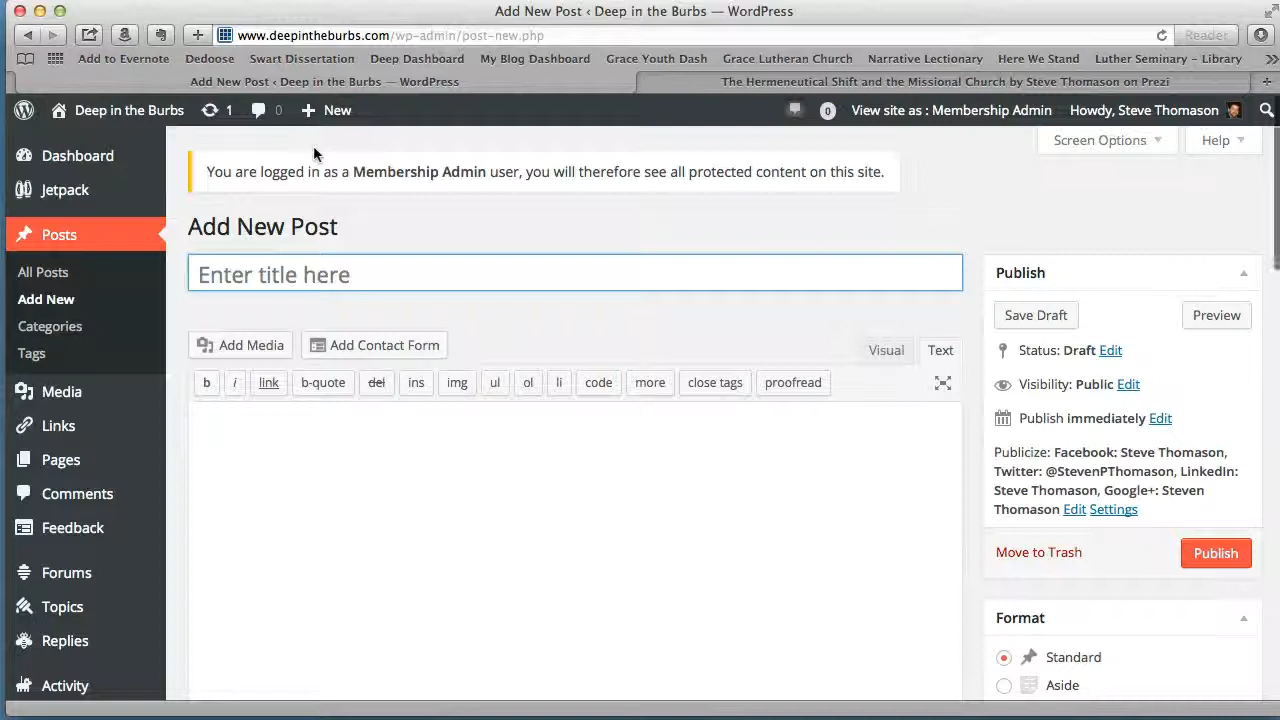 Add New Post ‹ Deep in the Burbs — WordPress
www.deepintheburbs.com/wp-admin/post-new.php
Reader
Add to Evernote Dedoose Swart Dissertation Deep Dashboard My Blog Dashboard Grace Youth Dash Grace Lutheran Church Narrative Lectionary Here We Stand Luther Seminary – Library
Add New Post ‹ Deep in the Burbs — WordPress
The Hermeneutical Shift and the Missional Church by Steve Thomason on Prezi
Deep in the Burbs 1 0 + New 0 View site as : Membership Admin Howdy, Steve Thomason
Screen Options Help
Dashboard
Jetpack
Posts
All Posts
Add New
Categories
Tags
Media
Links
Pages
Comments
Feedback
Forums
Topics
Replies
Activity
You are logged in as a Membership Admin user, you will therefore see all protected content on this site.
Add New Post
Enter title here
Add Media Add Contact Form
Visual Text
b i link b-quote del ins img ul ol li code more close tags proofread
Publish
Save Draft Preview
Status: Draft Edit
Visibility: Public Edit
Publish immediately Edit
Publicize: Facebook: Steve Thomason,
Twitter: @StevenPThomason, LinkedIn:
Steve Thomason, Google+: Steven
Thomason Edit Settings
Move to Trash Publish
Format
Standard
Aside